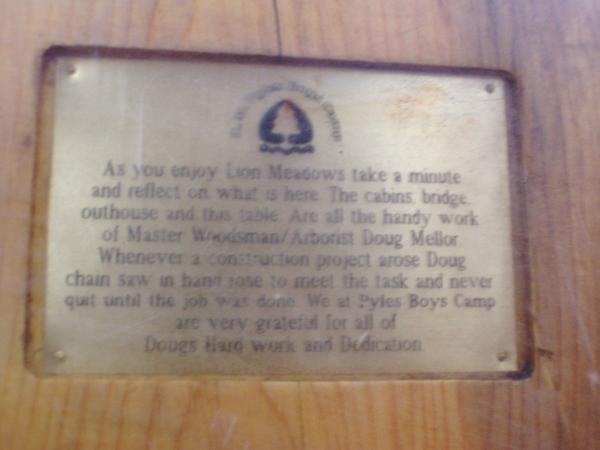 Pyles Boys Camp
As you enjoy Lion Meadows take a minute
and reflect on what is here. The cabins, bridge,
outhouse and this table. Are all the handy work
of Master Woodsman/Arborist Doug Mellor.
Whenever a construction project arose Doug
chain saw in hand rose to meet the task and never
quit until the job was done. We at Pyles Boys Camp
are very grateful for all of
Dougs Hard work and Dedication.